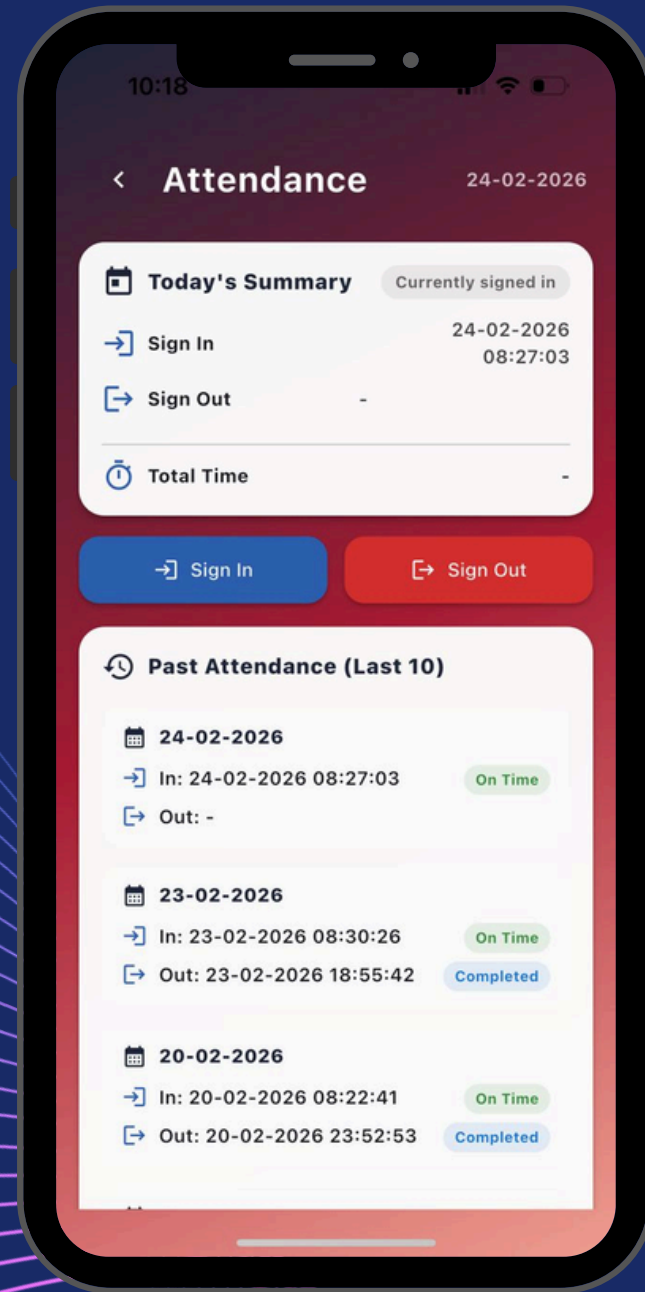 10:18
Attendance
24-02-2026
Today's Summary
Currently signed in
Sign In
24-02-2026
08:27:03
Sign Out
-
Total Time
-
Sign In
Sign Out
Past Attendance (Last 10)
24-02-2026
In: 24-02-2026 08:27:03
On Time
Out: -
23-02-2026
In: 23-02-2026 08:30:26
On Time
Out: 23-02-2026 18:55:42
Completed
20-02-2026
In: 20-02-2026 08:22:41
On Time
Out: 20-02-2026 23:52:53
Completed